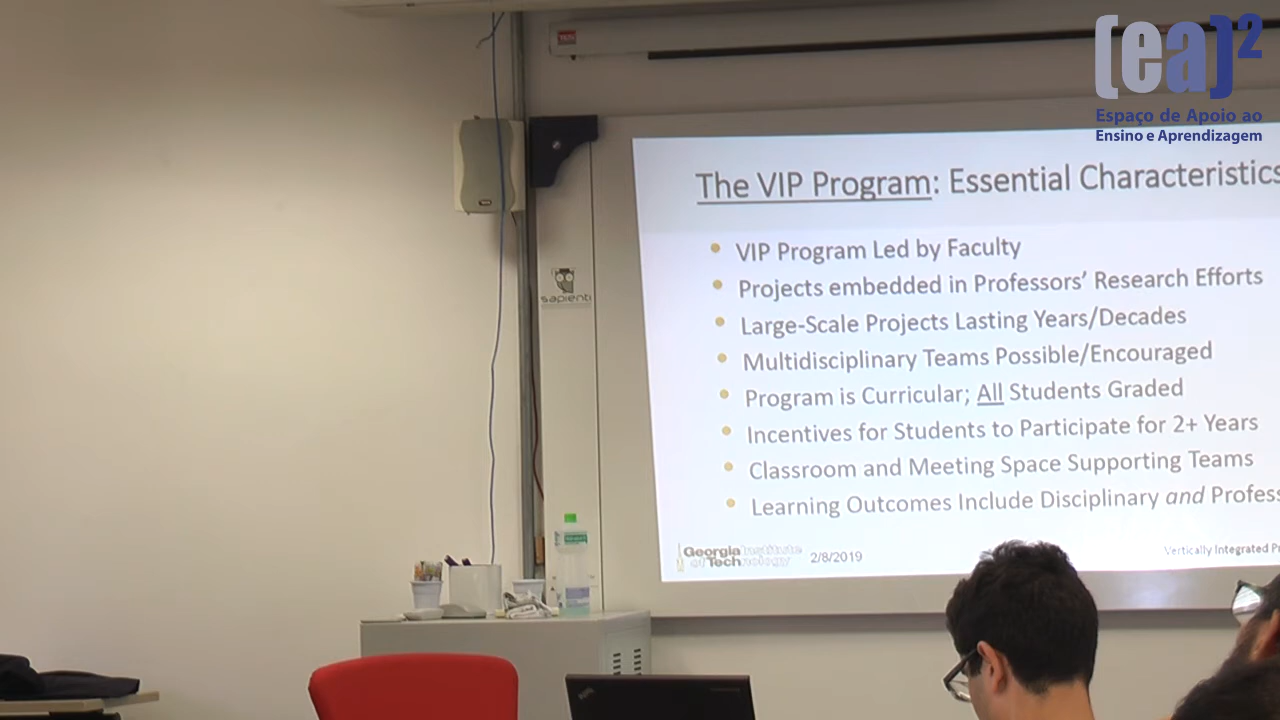 (ea)²
Espaço de Apoio ao
Ensino e Aprendizagem
The VIP Program: Essential Characteristics
VIP Program Led by Faculty
Projects embedded in Professors' Research Efforts
Large-Scale Projects Lasting Years/Decades
Multidisciplinary Teams Possible/Encouraged
Program is Curricular; All Students Graded
Incentives for Students to Participate for 2+ Years
Classroom and Meeting Space Supporting Teams
Learning Outcomes Include Disciplinary and Profess
Georgia Institute
of Technology
2/8/2019
Vertically Integrated Pr
sapienti